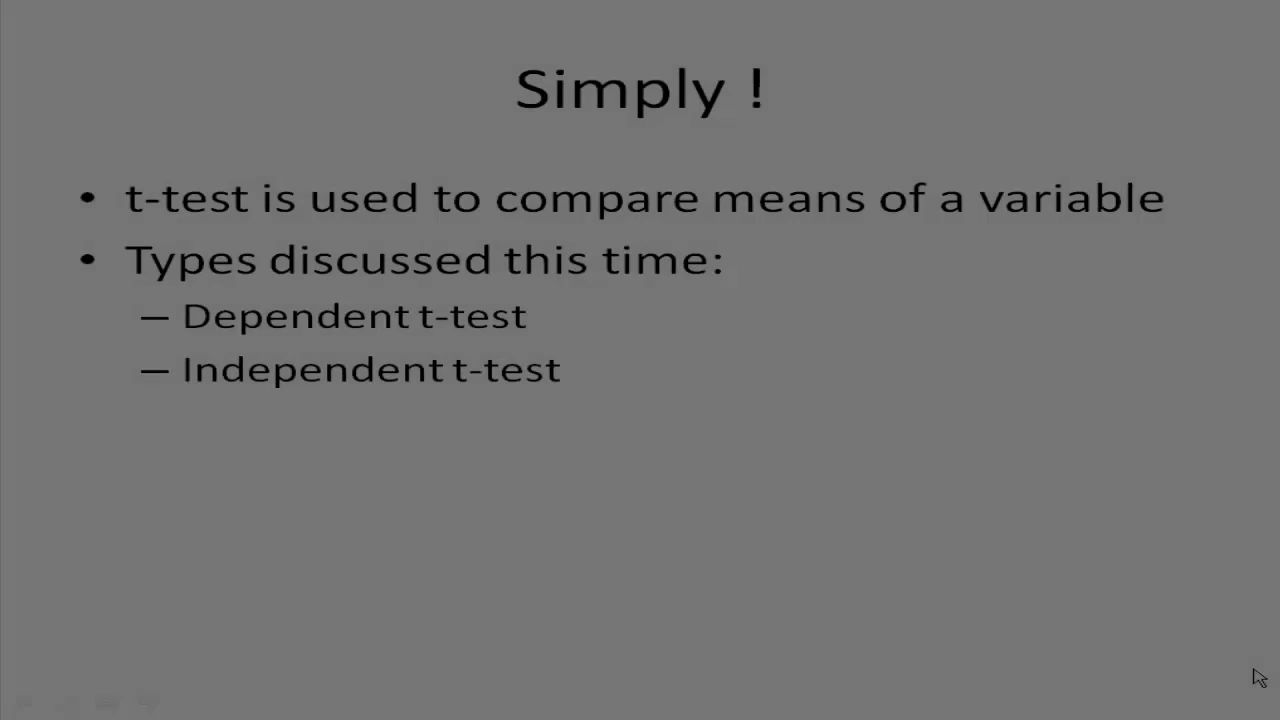 Simply !
• t-test is used to compare means of a variable
• Types discussed this time:
– Dependent t-test
– Independent t-test